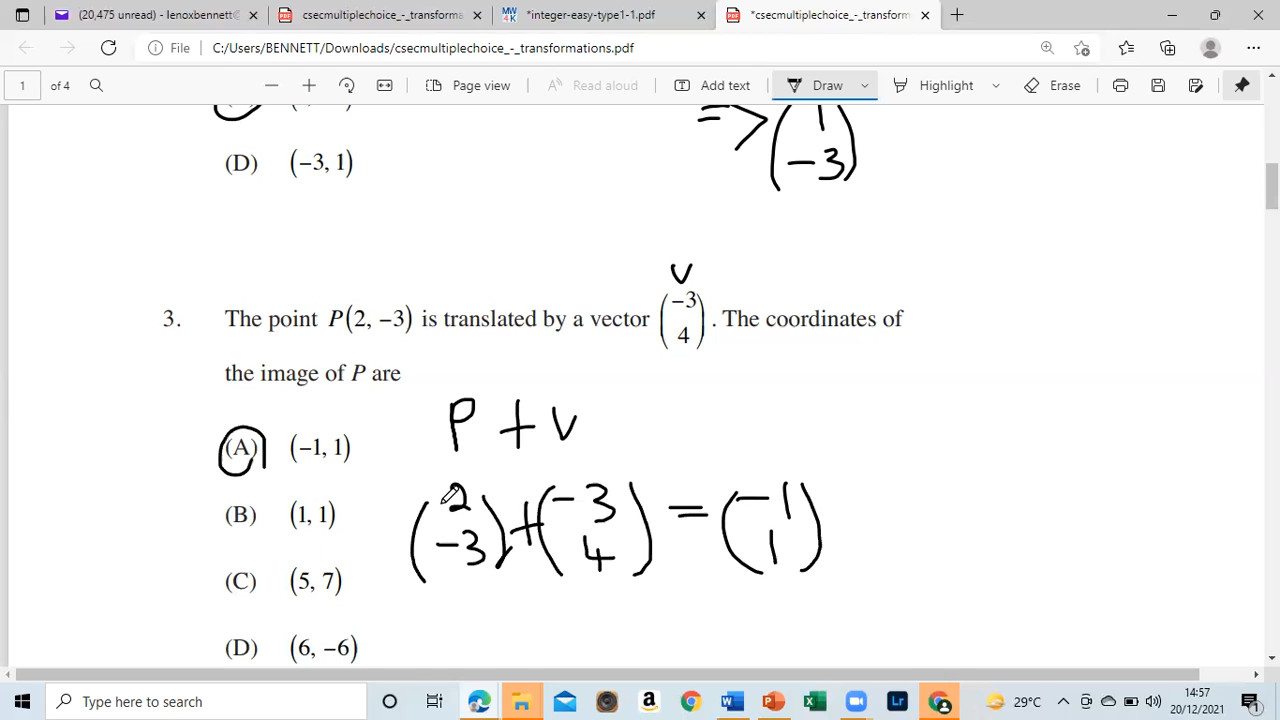 (20,475 unread) - lenoxbennett@
csecmultiplechoice_-_transform
*integer-easy-type1-1.pdf
*csecmultiplechoice_-_transform
File C:/Users/BENNETT/Downloads/csecmultiplechoice_-_transformations.pdf
1 of 4 Page view Read aloud Add text Draw Highlight Erase
=> (1
-3)
(D) (−3, 1)
v
3. The point P(2, −3) is translated by a vector (−3
4). The coordinates of
the image of P are
P + v
(A) (−1, 1)
(2 + (-3 = (-1
-3) 4) 1)
(B) (1, 1)
(C) (5, 7)
(D) (6, −6)
Type here to search 29°C 14:57
20/12/2021